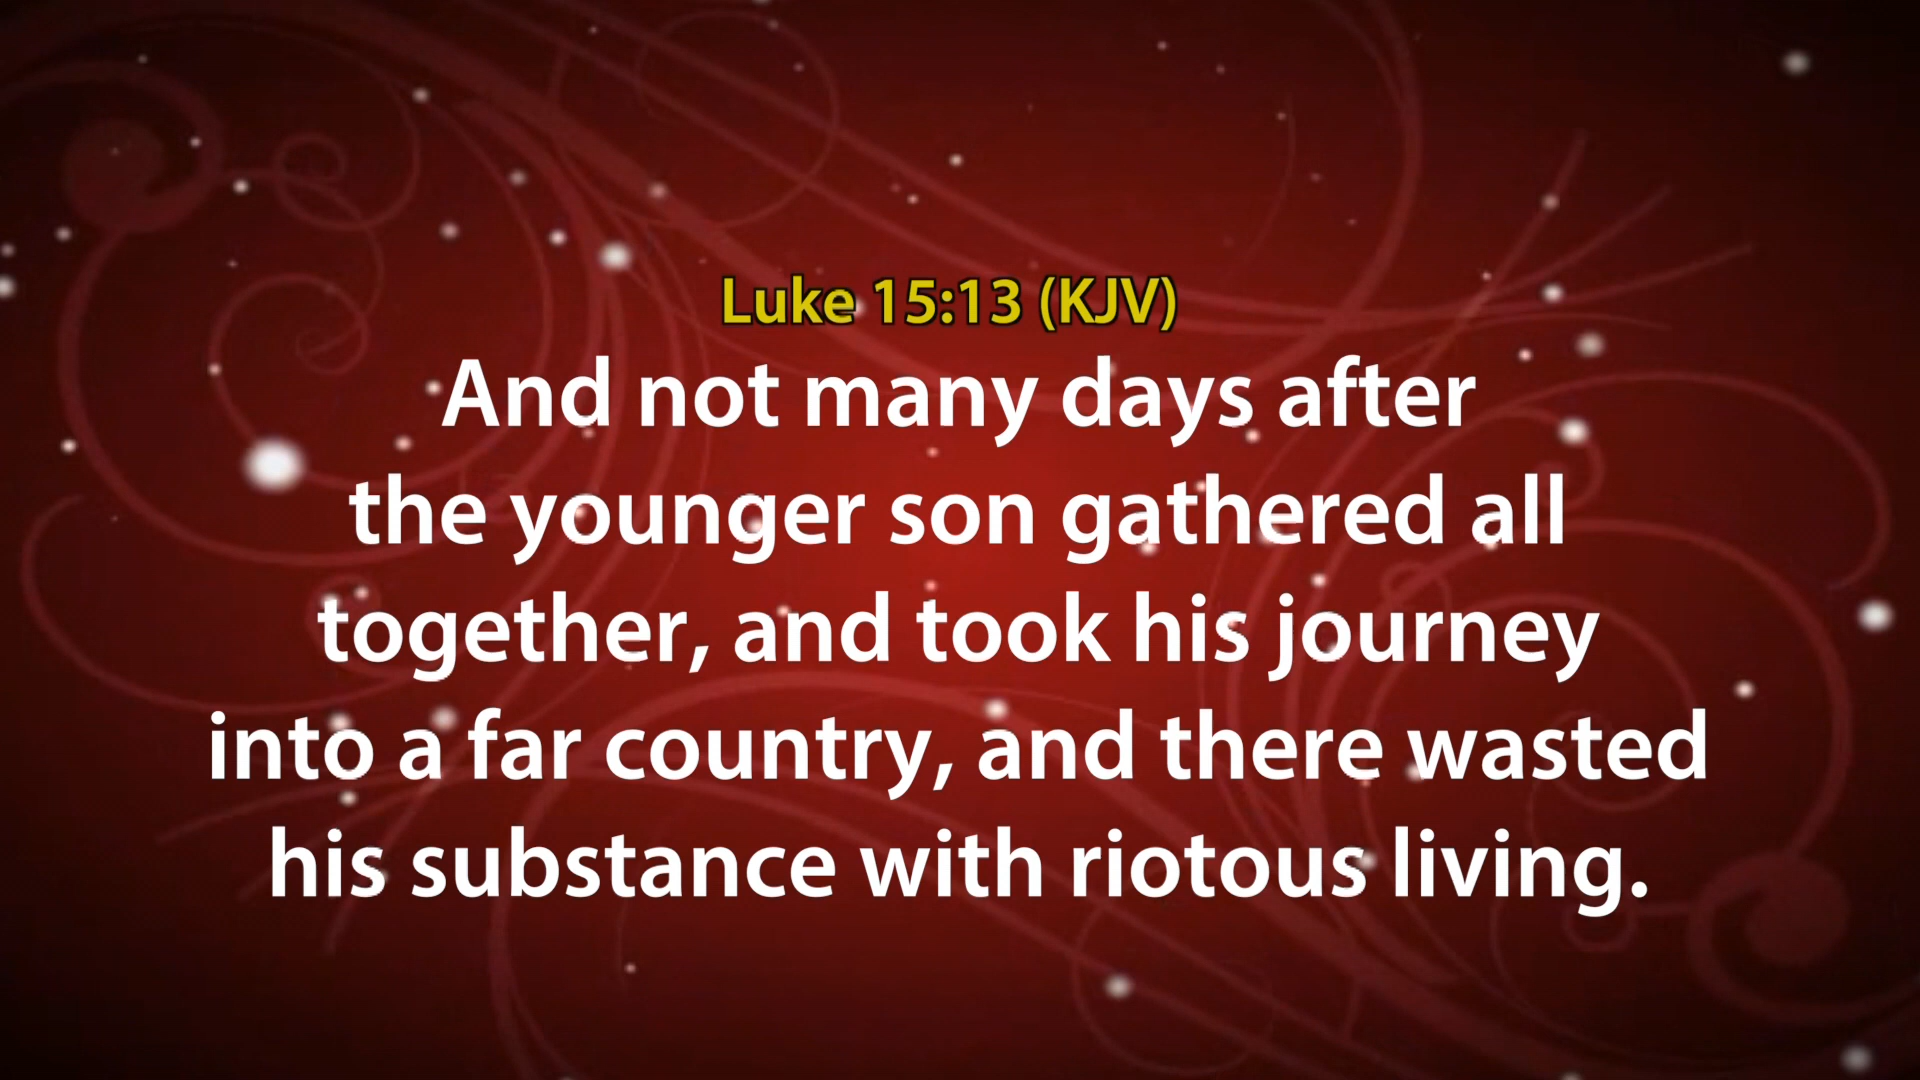 Luke 15:13 (KJV)
And not many days after
the younger son gathered all
together, and took his journey
into a far country, and there wasted
his substance with riotous living.